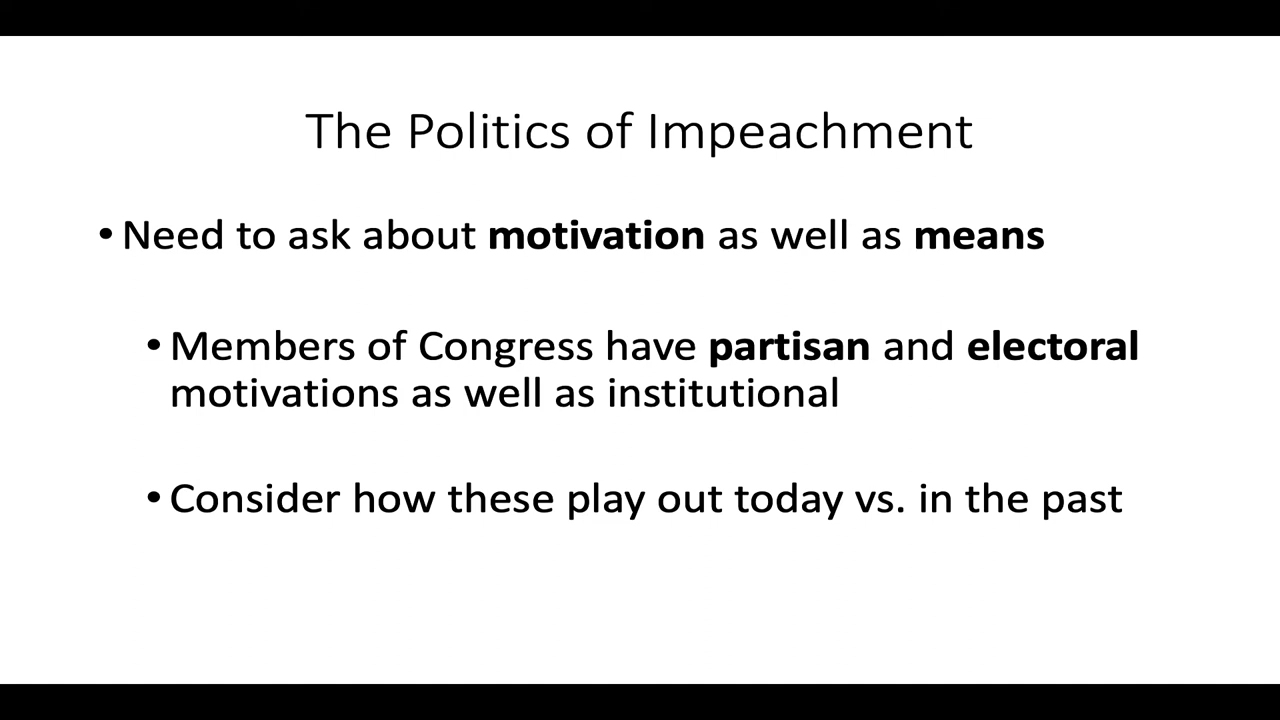 The Politics of Impeachment
• Need to ask about motivation as well as means
• Members of Congress have partisan and electoral
motivations as well as institutional
• Consider how these play out today vs. in the past